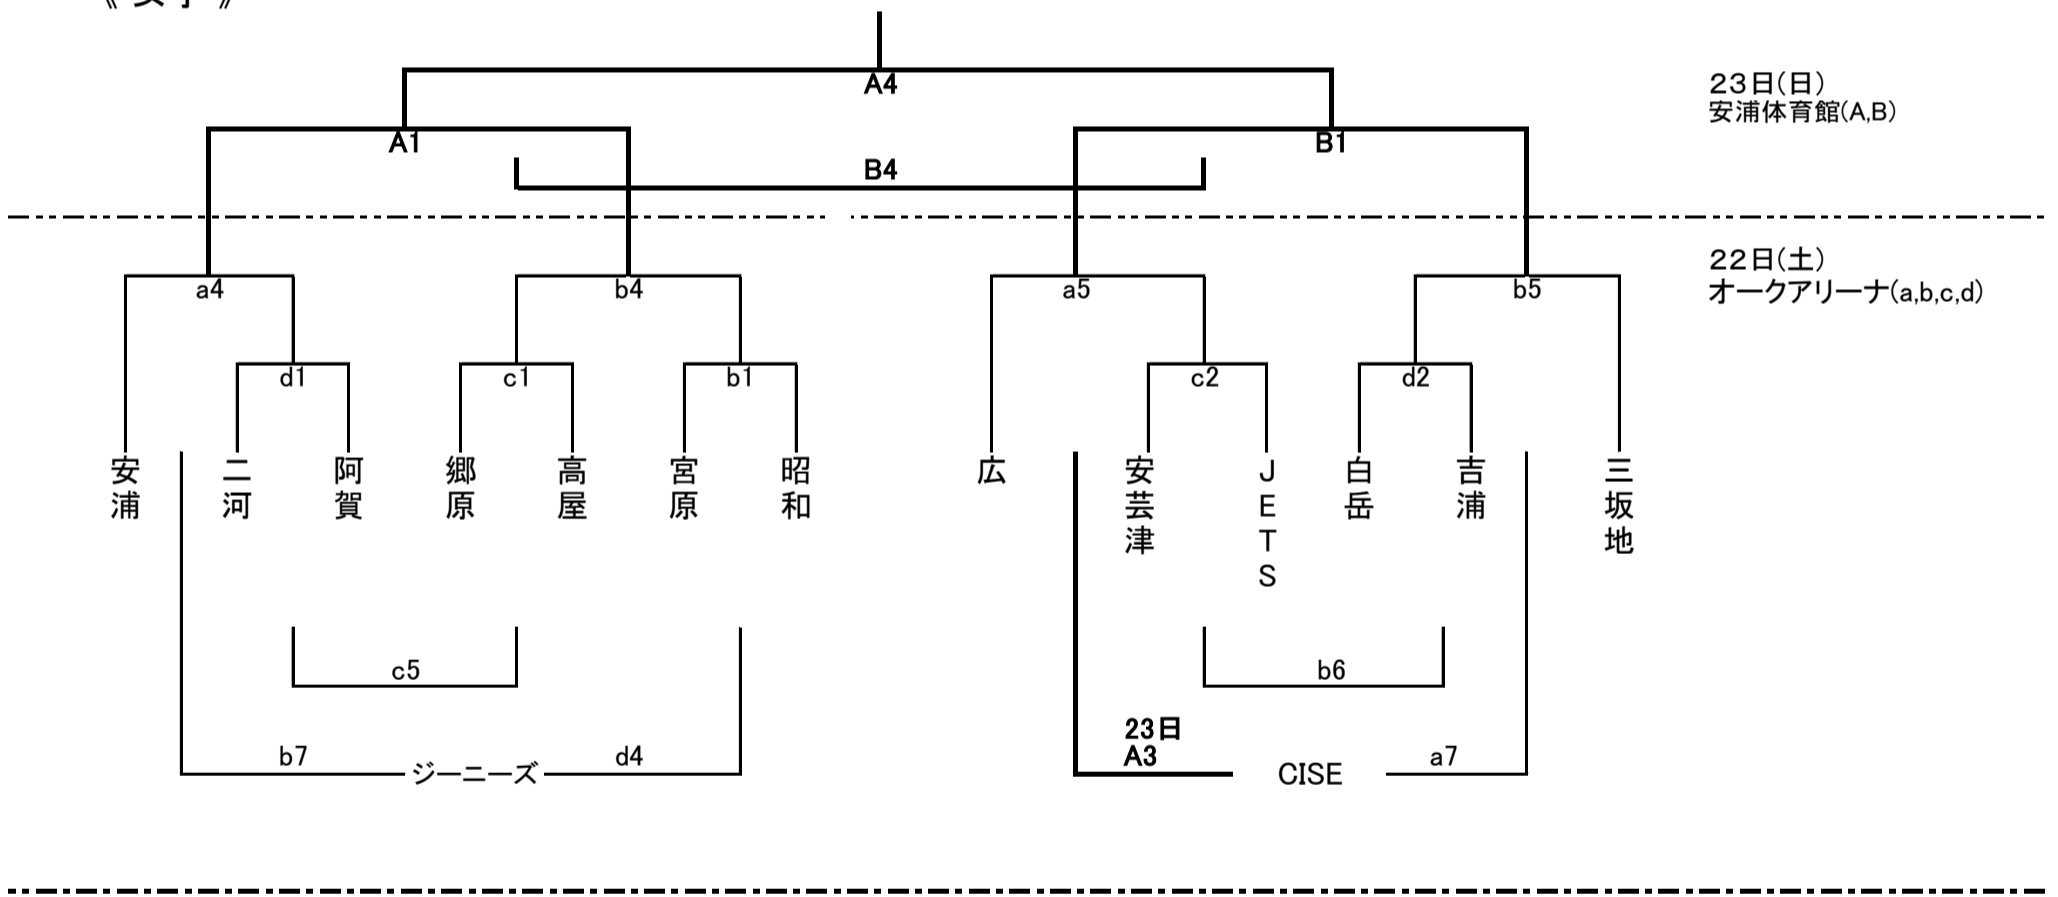 《 女子 》
A4
23日(日)
安浦体育館(A,B)
A1
B1
B4
22日(土)
オークアリーナ(a,b,c,d)
a4
b4
a5
b5
d1
c1
b1
c2
d2
安浦
二河
阿賀
郷原
高屋
宮原
昭和
広
安芸津
JETS
白岳
吉浦
三坂地
c5
b6
23日
A3
b7
ジーニーズ
d4
CISE
a7